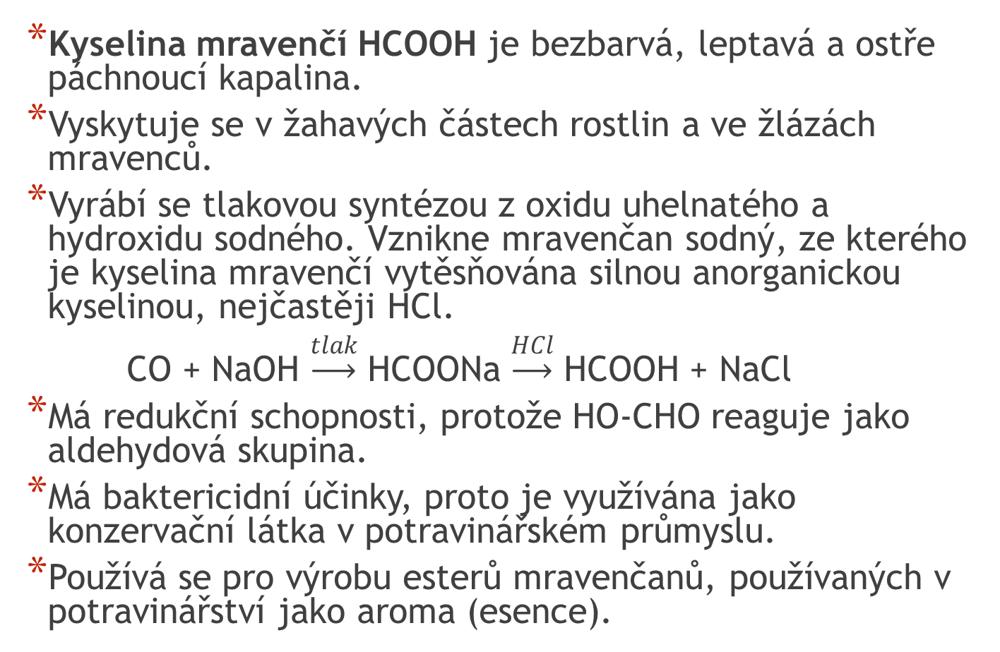 *Kyselina mravenčí HCOOH je bezbarvá, leptavá a ostře
páchnoucí kapalina.
*Vyskytuje se v žahavých částech rostlin a ve žlázách
mravenců.
*Vyrábí se tlakovou syntézou z oxidu uhelnatého a
hydroxidu sodného. Vznikne mravenčan sodný, ze kterého
je kyselina mravenčí vytěsňována silnou anorganickou
kyselinou, nejčastěji HCl.
CO + NaOH \xrightarrow{tlak} HCOONa \xrightarrow{HCl} HCOOH + NaCl
*Má redukční schopnosti, protože HO-CHO reaguje jako
aldehydová skupina.
*Má baktericidní účinky, proto je využívána jako
konzervační látka v potravinářském průmyslu.
*Používá se pro výrobu esterů mravenčanů, používaných v
potravinářství jako aroma (esence).